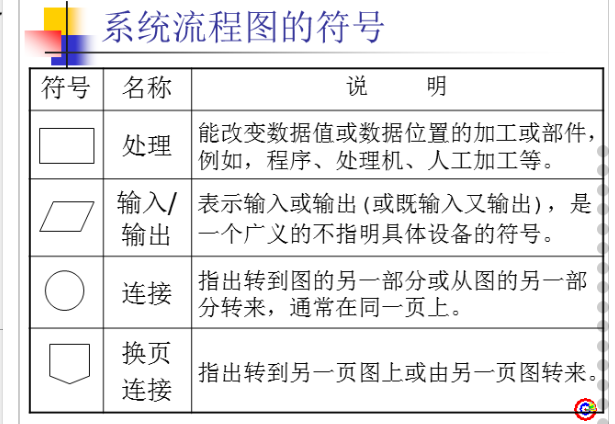 系统流程图的符号
符号 名称 说 明
处理
能改变数据值或数据位置的加工或部件，
例如，程序、处理机、人工加工等。
输入/
输出
表示输入或输出(或既输入又输出)，是
一个广义的不指明具体设备的符号。
连接
指出转到图的另一部分或从图的另一部
分转来，通常在同一页上。
换页
连接
指出转到另一页图上或由另一页图转来。